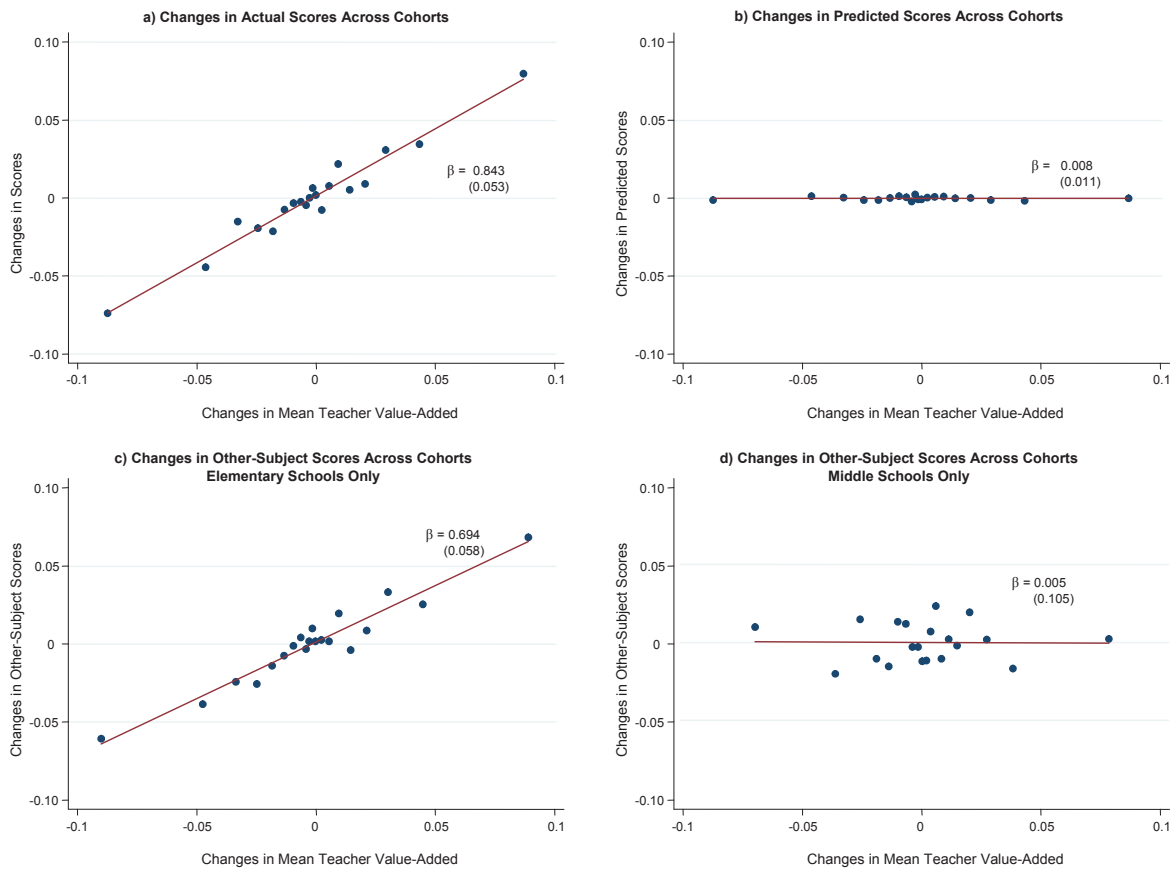 a) Changes in Actual Scores Across Cohorts
0.10
0.05
0
-0.05
-0.10
Changes in Scores
β = 0.843
(0.053)
-0.1
-0.05
0
0.05
0.1
Changes in Mean Teacher Value-Added
b) Changes in Predicted Scores Across Cohorts
0.10
0.05
0
-0.05
-0.10
Changes in Predicted Scores
β = 0.008
(0.011)
-0.1
-0.05
0
0.05
0.1
Changes in Mean Teacher Value-Added
c) Changes in Other-Subject Scores Across Cohorts
Elementary Schools Only
0.10
0.05
0
-0.05
-0.10
Changes in Other-Subject Scores
β = 0.694
(0.058)
-0.1
-0.05
0
0.05
0.1
Changes in Mean Teacher Value-Added
d) Changes in Other-Subject Scores Across Cohorts
Middle Schools Only
0.10
0.05
0
-0.05
-0.10
Changes in Other-Subject Scores
β = 0.005
(0.105)
-0.1
-0.05
0
0.05
0.1
Changes in Mean Teacher Value-Added